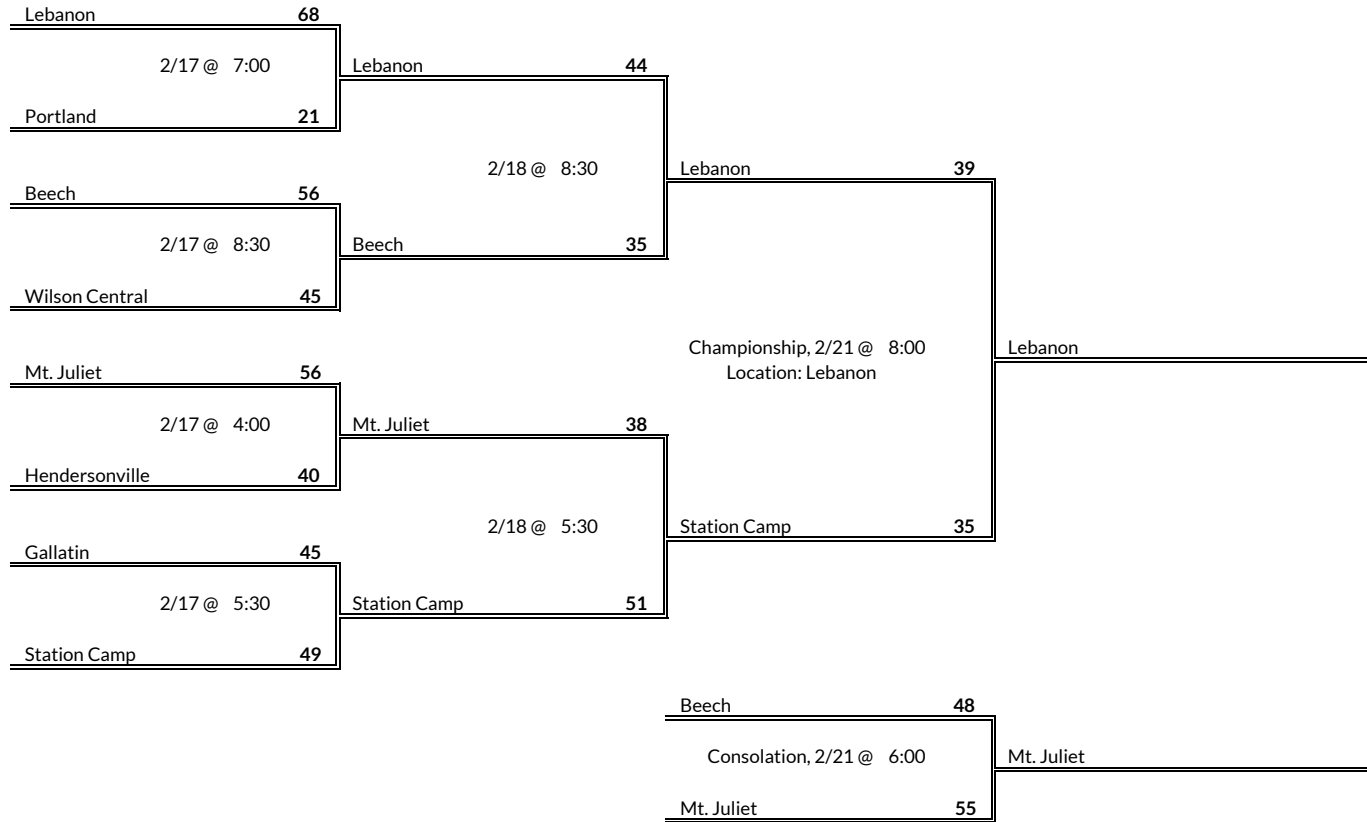 Lebanon 68
2/17 @ 7:00
Lebanon 44
Portland 21
2/18 @ 8:30
Lebanon 39
Beech 56
2/17 @ 8:30
Beech 35
Wilson Central 45
Championship, 2/21 @ 8:00
Location: Lebanon
Lebanon
Mt. Juliet 56
2/17 @ 4:00
Mt. Juliet 38
Hendersonville 40
2/18 @ 5:30
Station Camp 35
Gallatin 45
2/17 @ 5:30
Station Camp 51
Station Camp 49
Beech 48
Consolation, 2/21 @ 6:00
Mt. Juliet
Mt. Juliet 55